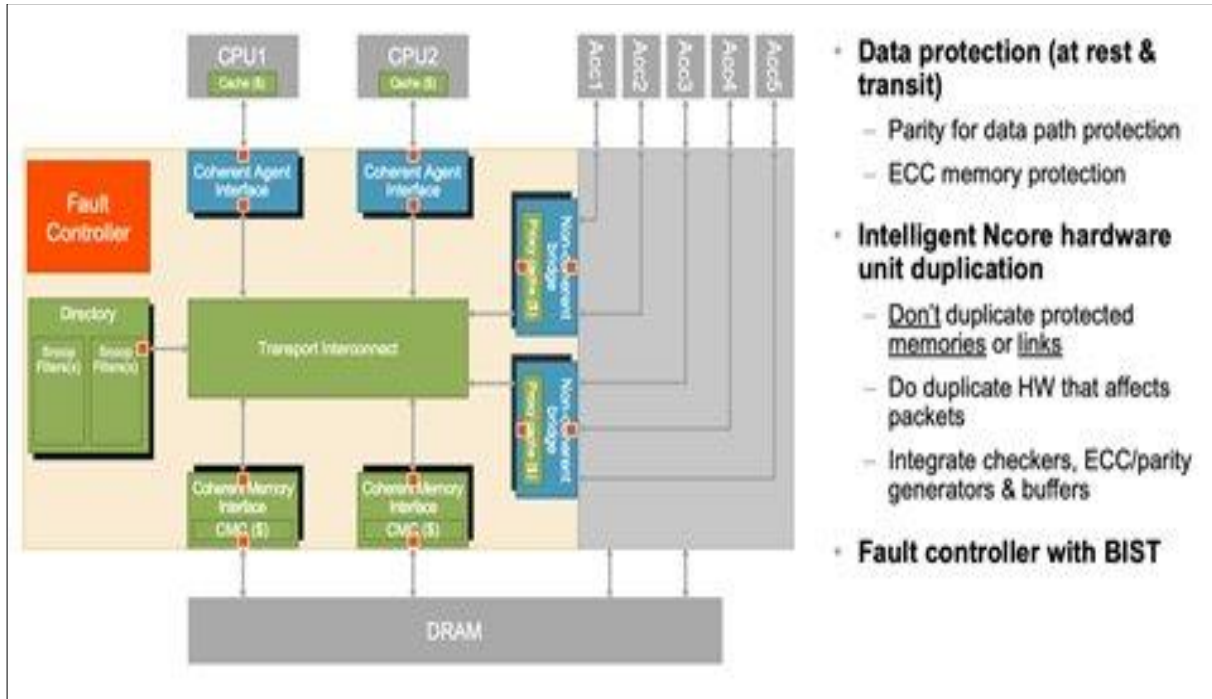 CPU1
Cache ($)
CPU2
Cache ($)
Acc1
Acc2
Acc3
Acc4
Acc5
Fault
Controller
Coherent Agent
Interface
Coherent Agent
Interface
Non-coherent
bridge
Proxy cache ($)
Directory
Snoop
Filters(s)
Snoop
Filters(s)
Transport Interconnect
Non-coherent
bridge
Proxy cache ($)
Coherent Memory
Interface
CMC ($)
Coherent Memory
Interface
CMC ($)
DRAM
• Data protection (at rest &
transit)
– Parity for data path protection
– ECC memory protection
• Intelligent Ncore hardware
unit duplication
– Don't duplicate protected
memories or links
– Do duplicate HW that affects
packets
– Integrate checkers, ECC/parity
generators & buffers
• Fault controller with BIST